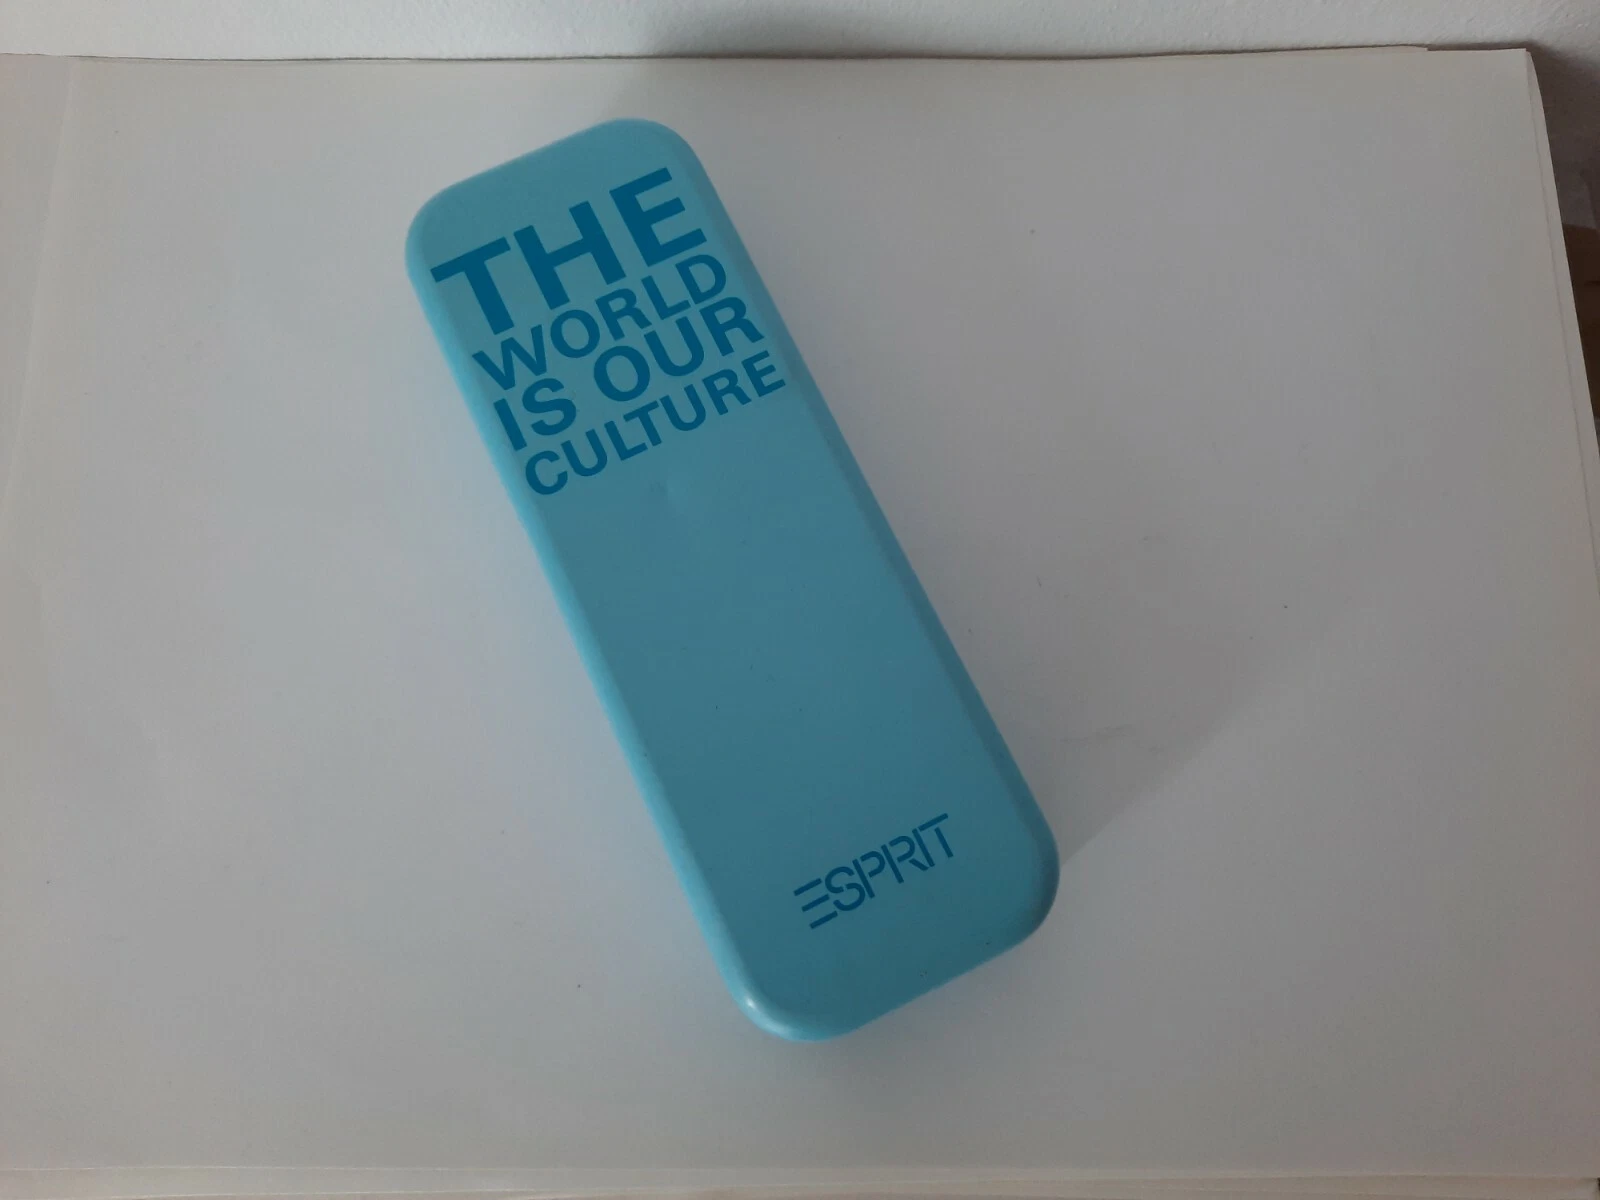 THE
WORLD
IS OUR
CULTURE
ESPRIT